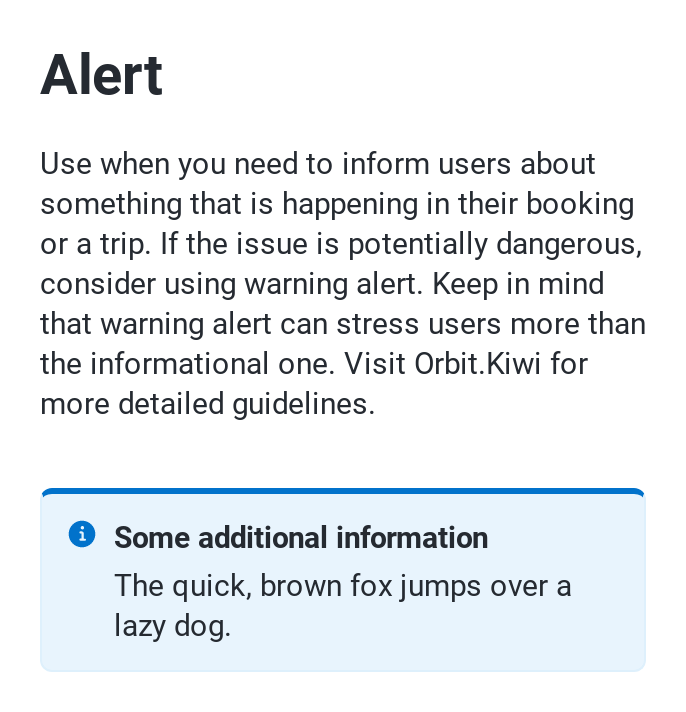 Alert
Use when you need to inform users about
something that is happening in their booking
or a trip. If the issue is potentially dangerous,
consider using warning alert. Keep in mind
that warning alert can stress users more than
the informational one. Visit Orbit.Kiwi for
more detailed guidelines.
Some additional information
The quick, brown fox jumps over a
lazy dog.